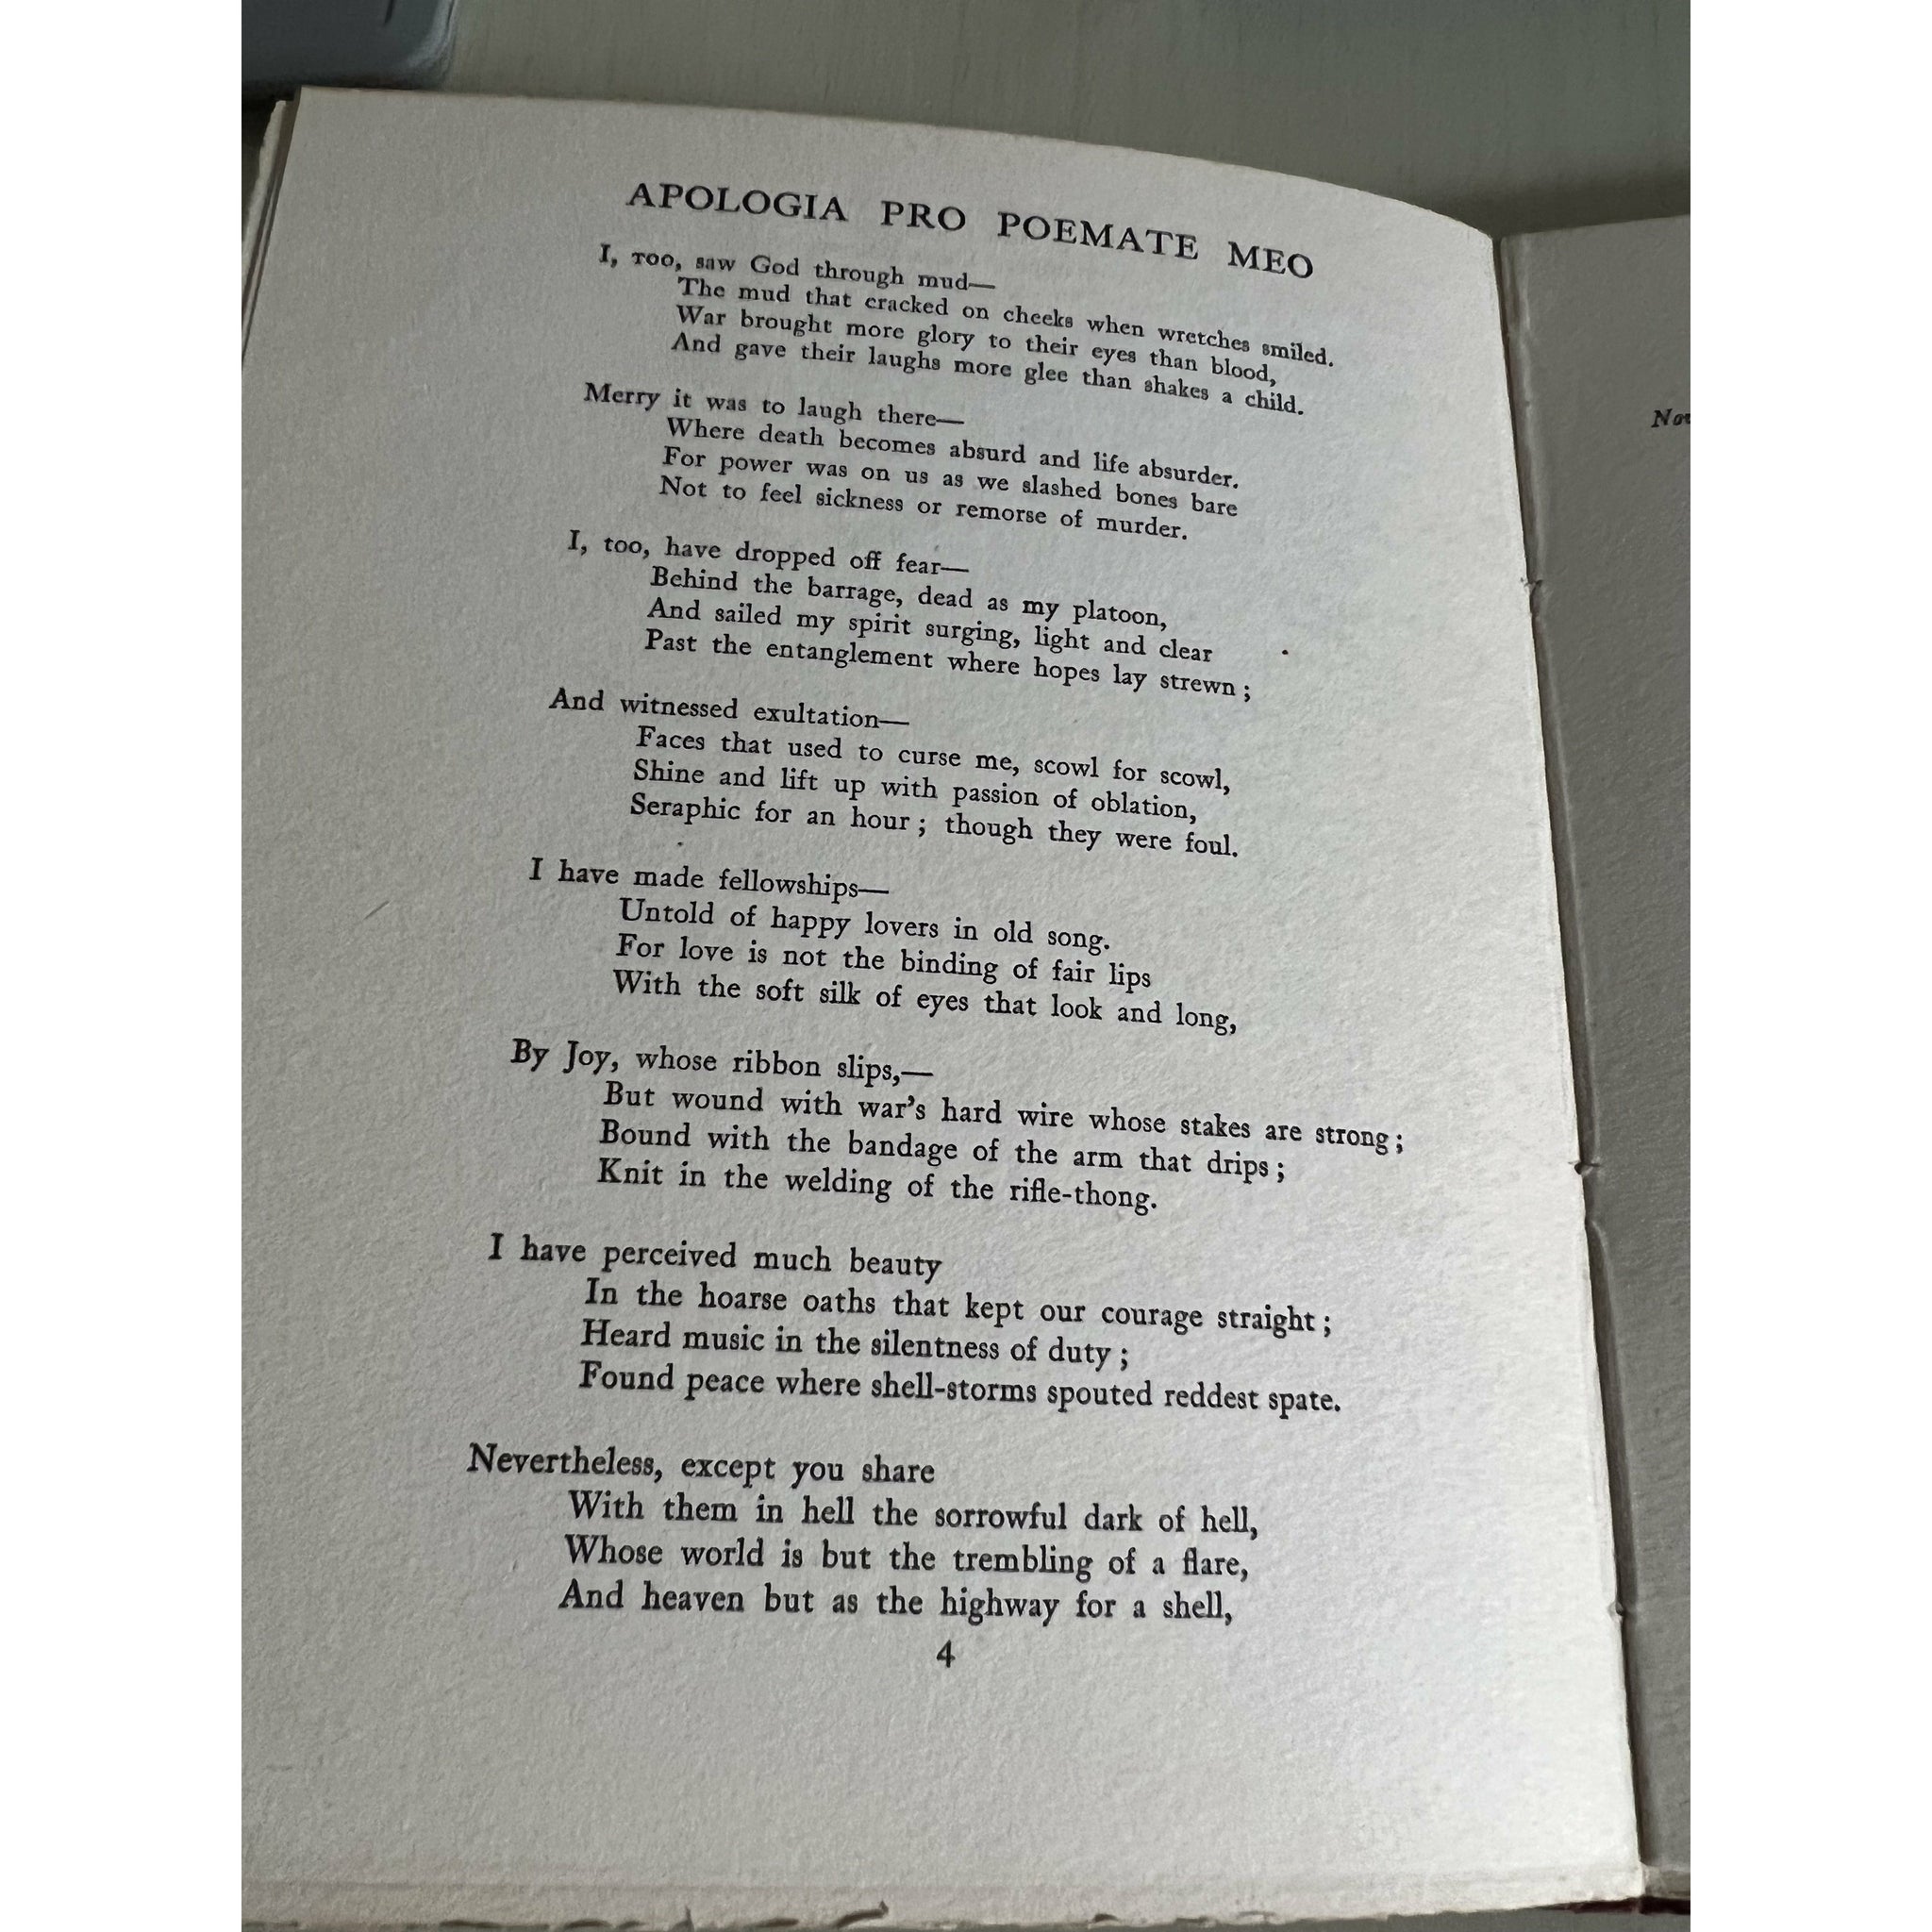 APOLOGIA PRO POEMATE MEO
I, TOO, saw God through mud—
The mud that cracked on cheeks when wretches smiled.
War brought more glory to their eyes than blood,
And gave their laughs more glee than shakes a child.
Merry it was to laugh there—
Where death becomes absurd and life absurder.
For power was on us as we slashed bones bare
Not to feel sickness or remorse of murder.
I, too, have dropped off fear—
Behind the barrage, dead as my platoon,
And sailed my spirit surging, light and clear
Past the entanglement where hopes lay strewn ;
And witnessed exultation—
Faces that used to curse me, scowl for scowl,
Shine and lift up with passion of oblation,
Seraphic for an hour ; though they were foul.
I have made fellowships—
Untold of happy lovers in old song.
For love is not the binding of fair lips
With the soft silk of eyes that look and long,
By Joy, whose ribbon slips,—
But wound with war's hard wire whose stakes are strong ;
Bound with the bandage of the arm that drips ;
Knit in the welding of the rifle-thong.
I have perceived much beauty
In the hoarse oaths that kept our courage straight ;
Heard music in the silentness of duty ;
Found peace where shell-storms spouted reddest spate.
Nevertheless, except you share
With them in hell the sorrowful dark of hell,
Whose world is but the trembling of a flare,
And heaven but as the highway for a shell,
4